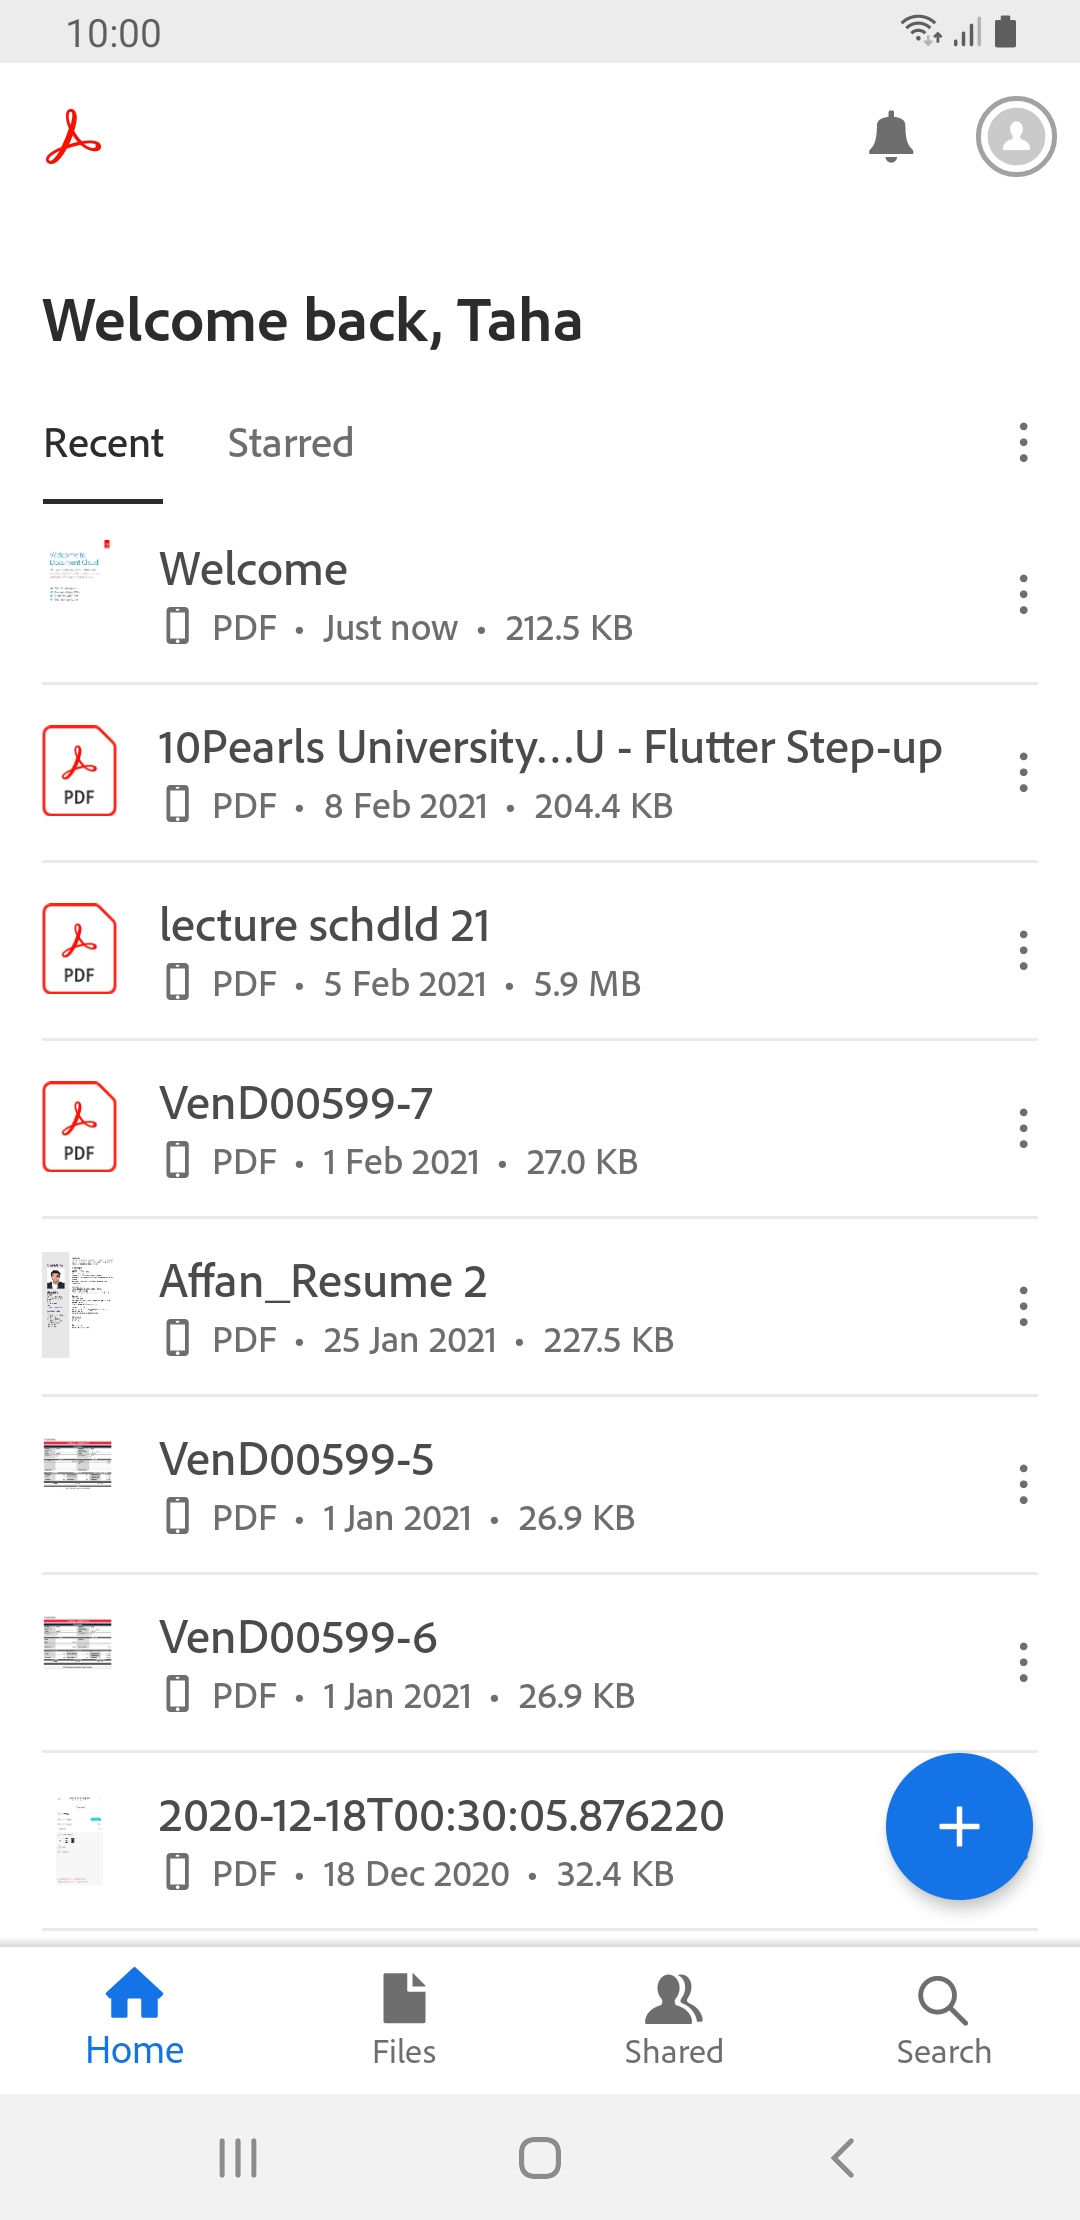 10:00
Welcome back, Taha
Recent Starred
Welcome to
Document Cloud
Welcome
PDF • Just now • 212.5 KB
10Pearls University...U - Flutter Step-up
PDF
PDF • 8 Feb 2021 • 204.4 KB
lecture schdld 21
PDF
PDF • 5 Feb 2021 • 5.9 MB
VenD00599-7
PDF
PDF • 1 Feb 2021 • 27.0 KB
Affan_Resume 2
PDF • 25 Jan 2021 • 227.5 KB
VenD00599-5
PDF • 1 Jan 2021 • 26.9 KB
VenD00599-6
PDF • 1 Jan 2021 • 26.9 KB
2020-12-18T00:30:05.876220
PDF • 18 Dec 2020 • 32.4 KB
Home Files Shared Search